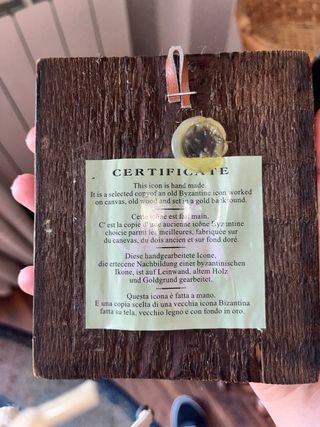 CERTIFICATE
This icon is hand made.
It is a selected copy of an old Byzantine icon, worked
on canvas, old wood and set in a gold backround.
Cette icône est fait main.
C' est la copie d'une ancienne icône Byzantine
choicie parmi les meilleures, fabriquée sur
du canevas, du dois ancien et sur fond doré.
Diese handgearbeitete Icone,
die ertecene Nachbildung einer byzantinischen
Ikone, ist auf Leinwand, altem Holz
und Goldgrund gearbeitet.
Questa icona è fatta a mano.
E una copia scelta di una vecchia icona Bizantina
fatta su tela, vecchio legno e con fondo in oro.